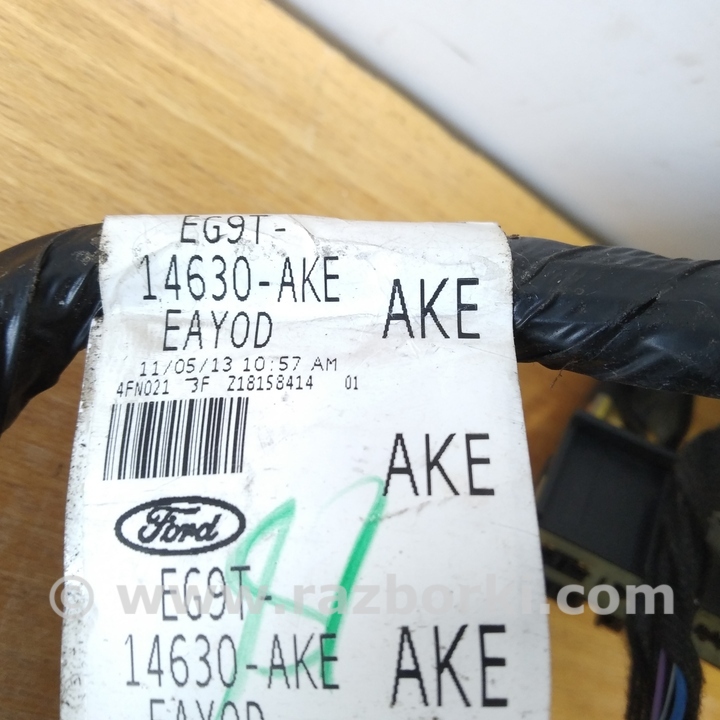 EG9T-
14630-AKE
EAYOD
AKE
11/05/13 10:57 AM
4FN021 3F Z18158414 01
AKE
Ford
EG9T-
14630-AKE
AKE
EAYOD
© www.razborki.com